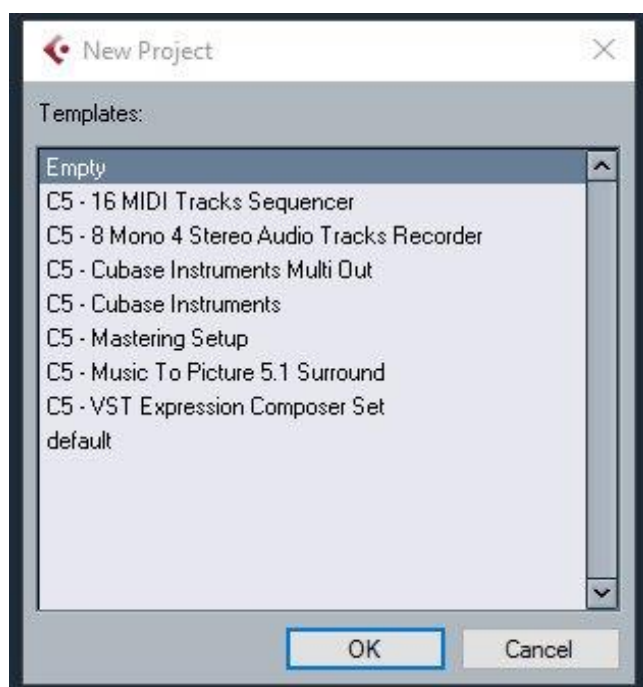 New Project
Templates:
Empty
C5 - 16 MIDI Tracks Sequencer
C5 - 8 Mono 4 Stereo Audio Tracks Recorder
C5 - Cubase Instruments Multi Out
C5 - Cubase Instruments
C5 - Mastering Setup
C5 - Music To Picture 5.1 Surround
C5 - VST Expression Composer Set
default
OK Cancel